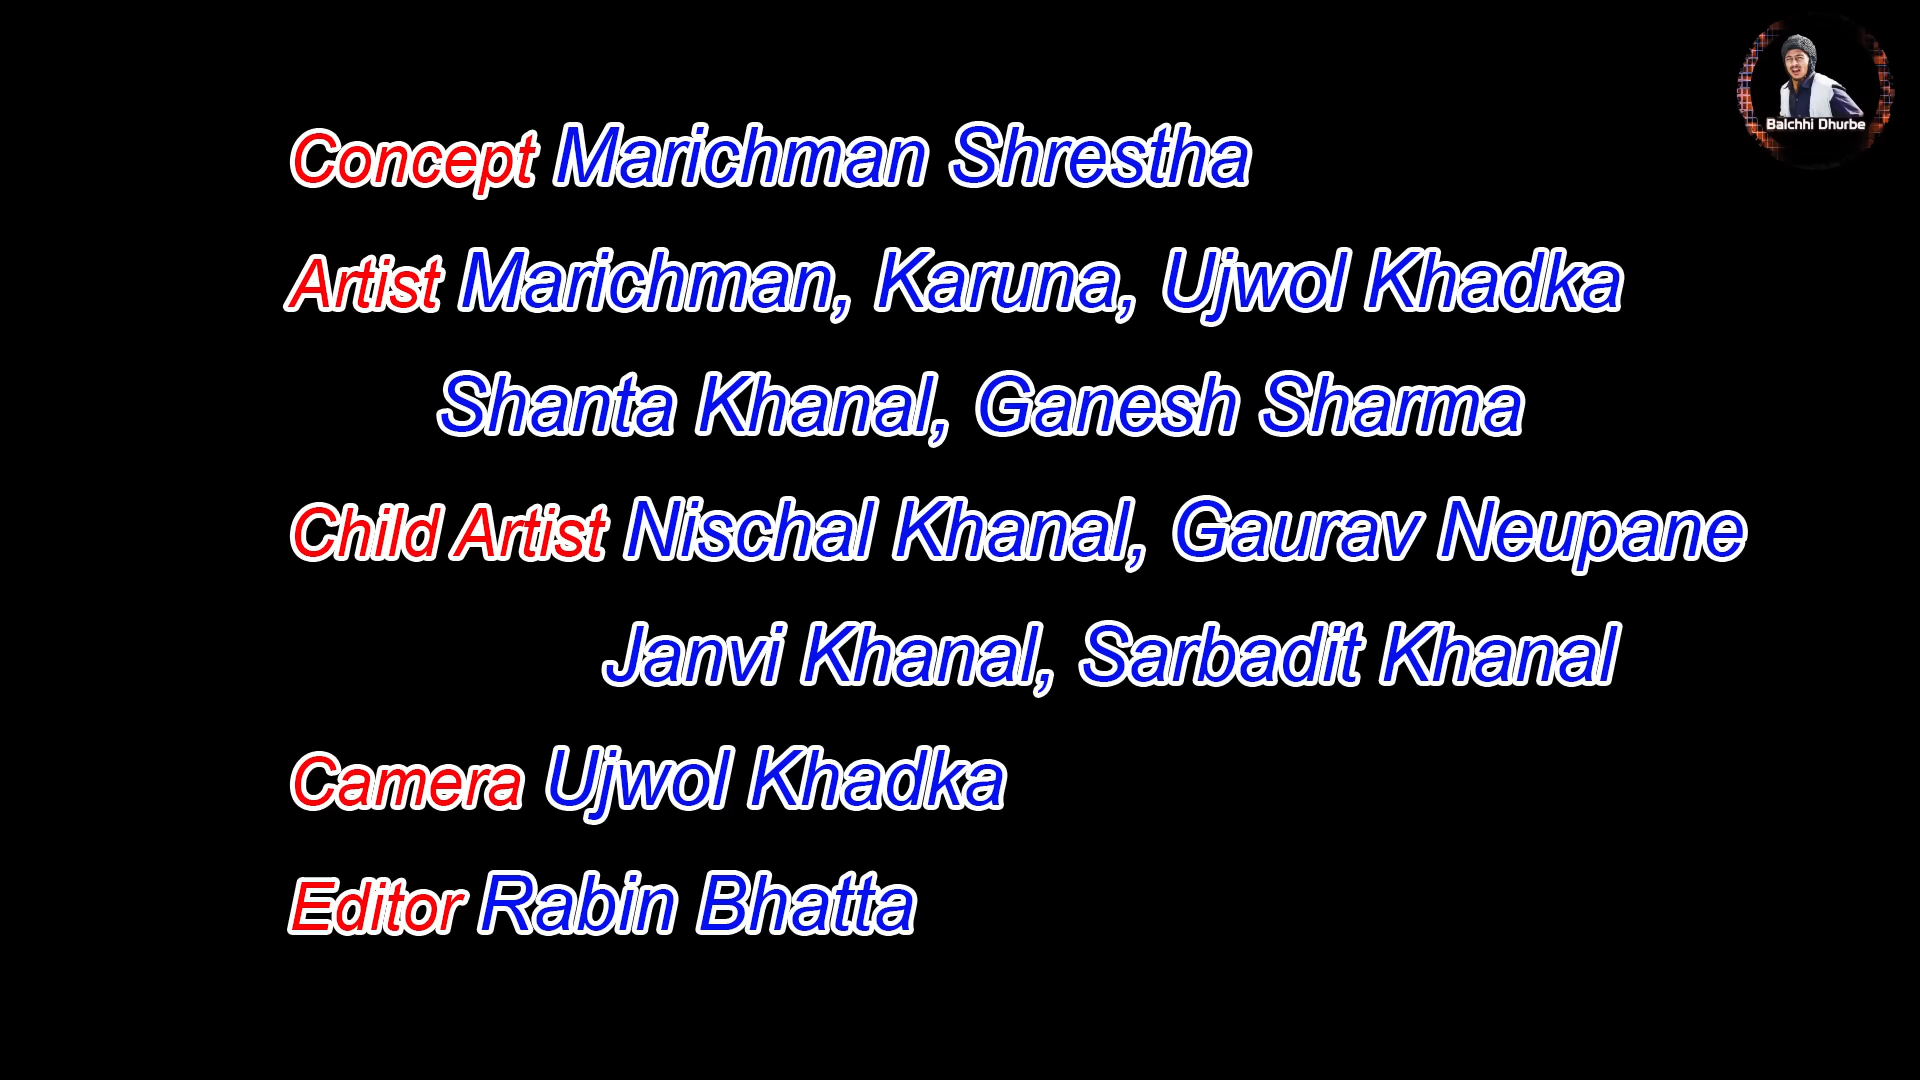 Balchhi Dhurbe
Concept Marichman Shrestha
Artist Marichman, Karuna, Ujwol Khadka
Shanta Khanal, Ganesh Sharma
Child Artist Nischal Khanal, Gaurav Neupane
Janvi Khanal, Sarbadit Khanal
Camera Ujwol Khadka
Editor Rabin Bhatta